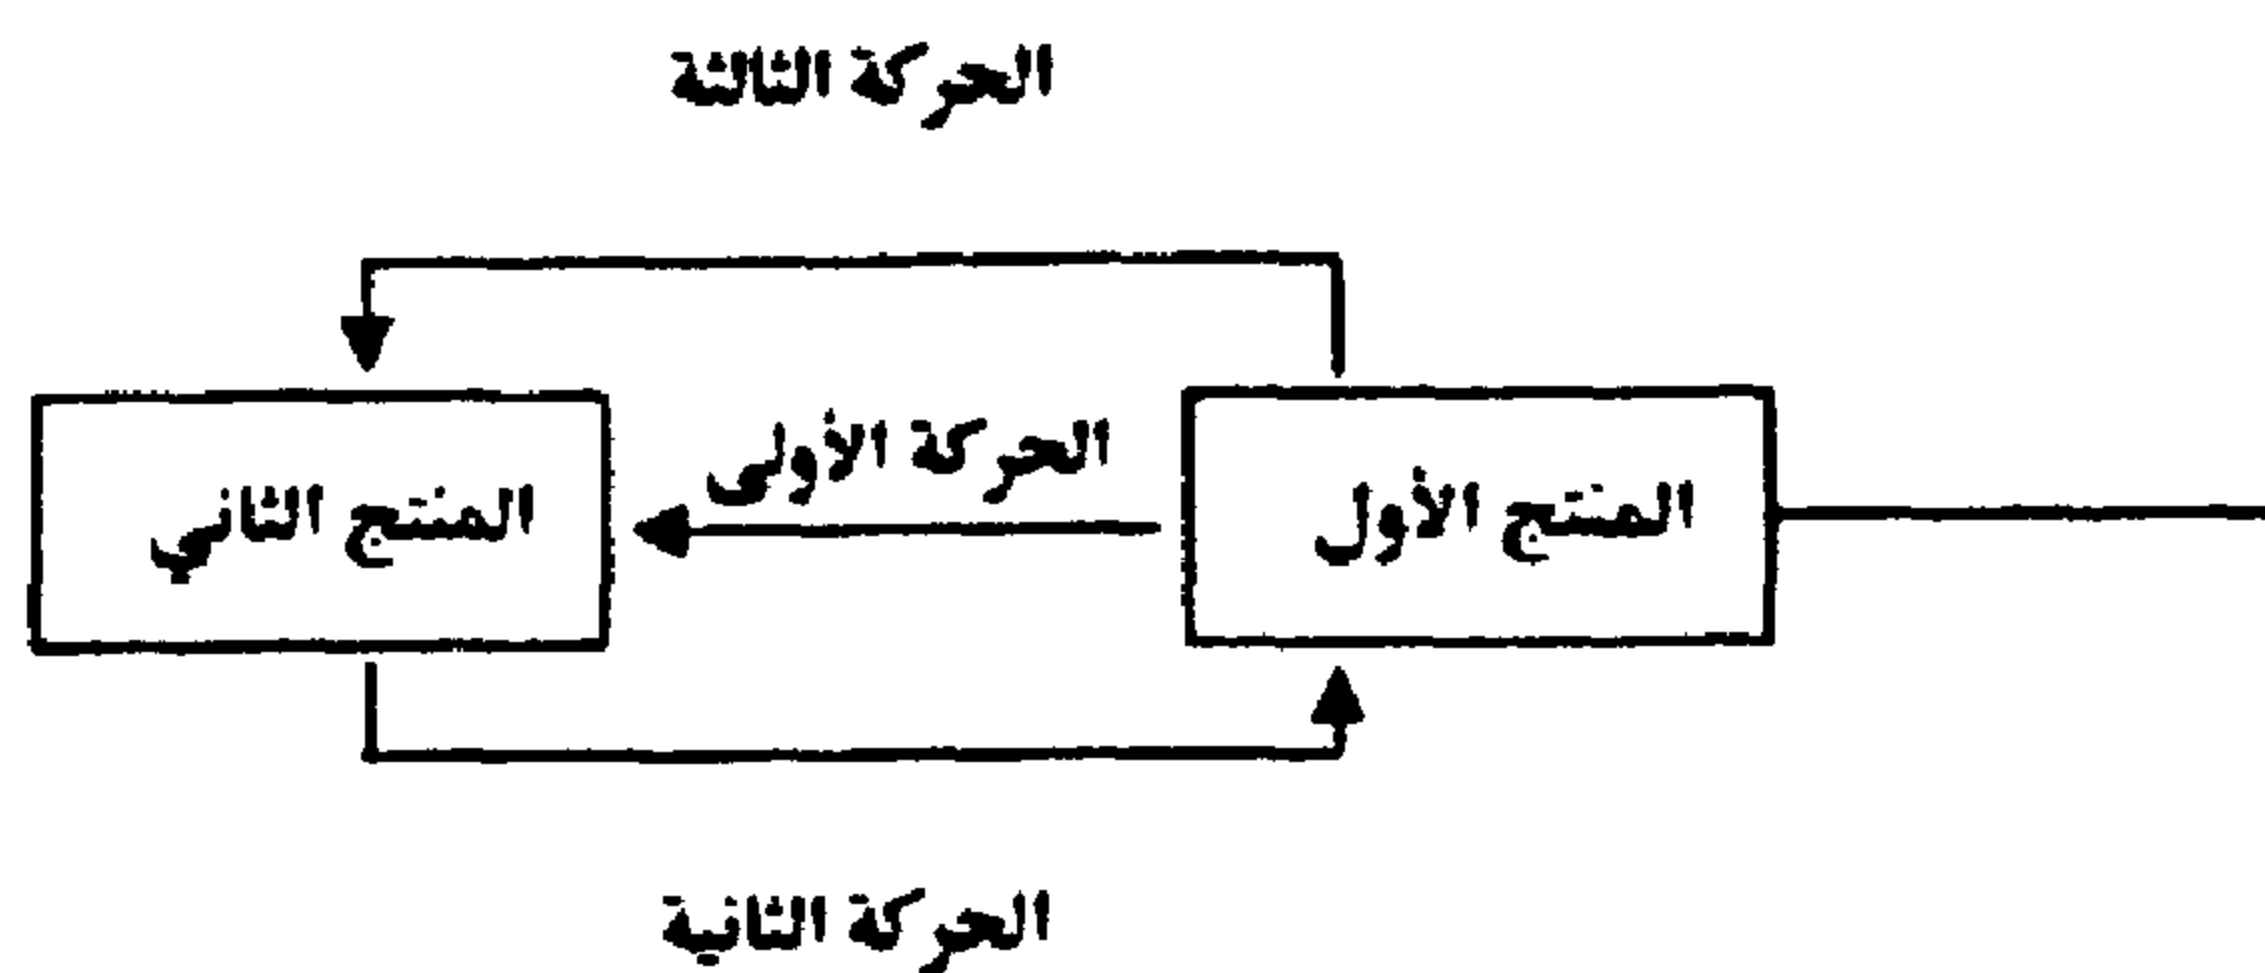 الحركة الثالثة
الحركة الأولى
المنتج الأول
المنتج الثاني
الحركة الثانية